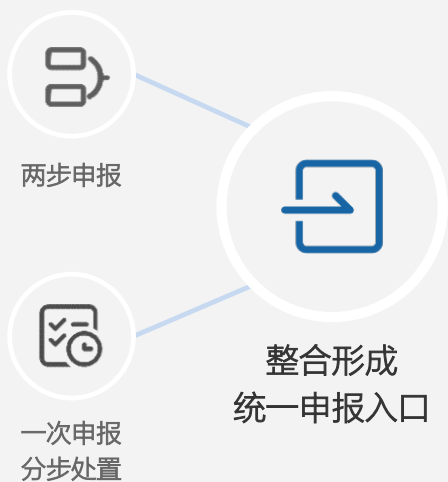 两步申报
整合形成
统一申报入口
一次申报
分步处置